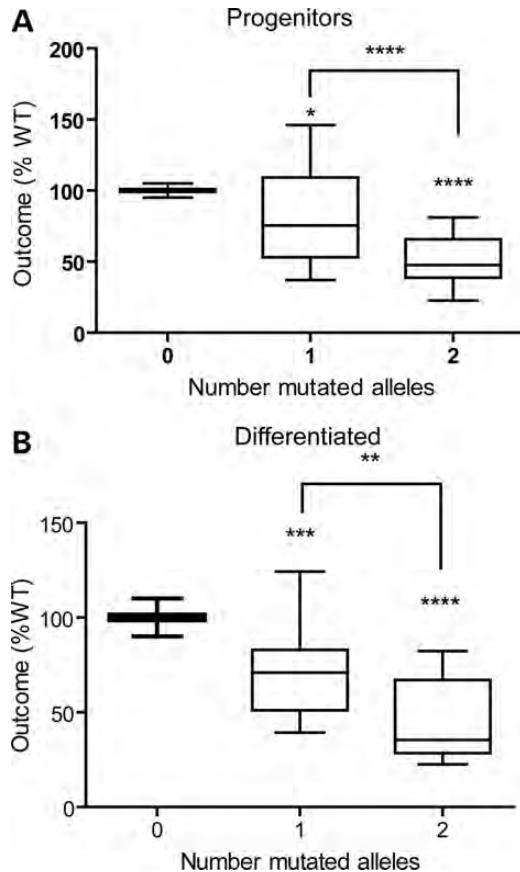 A
Progenitors
200
****
150
*
****
100
50
0
Outcome (% WT)
0 1 2
Number mutated alleles
B
Differentiated
**
150
***
****
100
50
0
Outcome (%WT)
0 1 2
Number mutated alleles